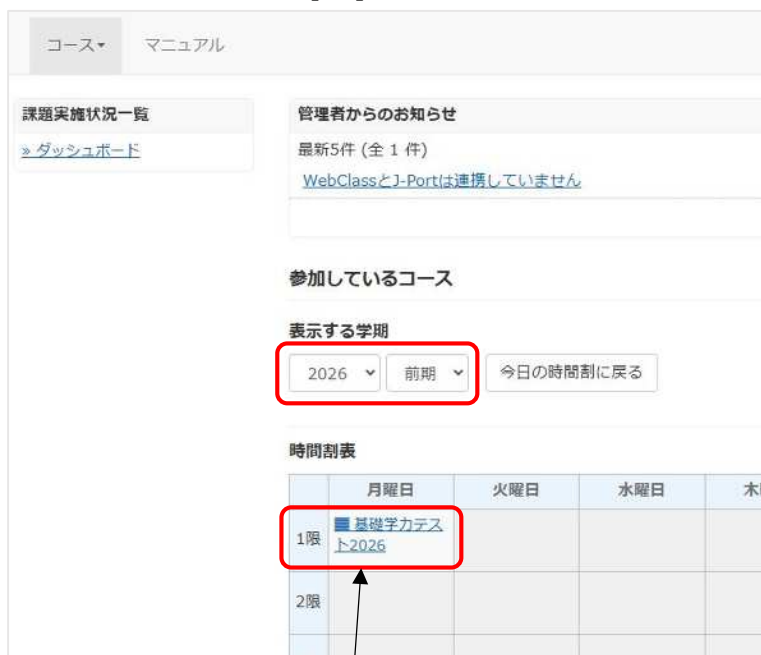 コース▾ マニュアル
課題実施状況一覧
» ダッシュボード
管理者からのお知らせ
最新5件 (全 1 件)
WebClassとJ-Portは連携していません
参加しているコース
表示する学期
2026 前期 今日の時間割に戻る
時間割表
月曜日 火曜日 水曜日
1限 基礎学力テス
ト2026
2限